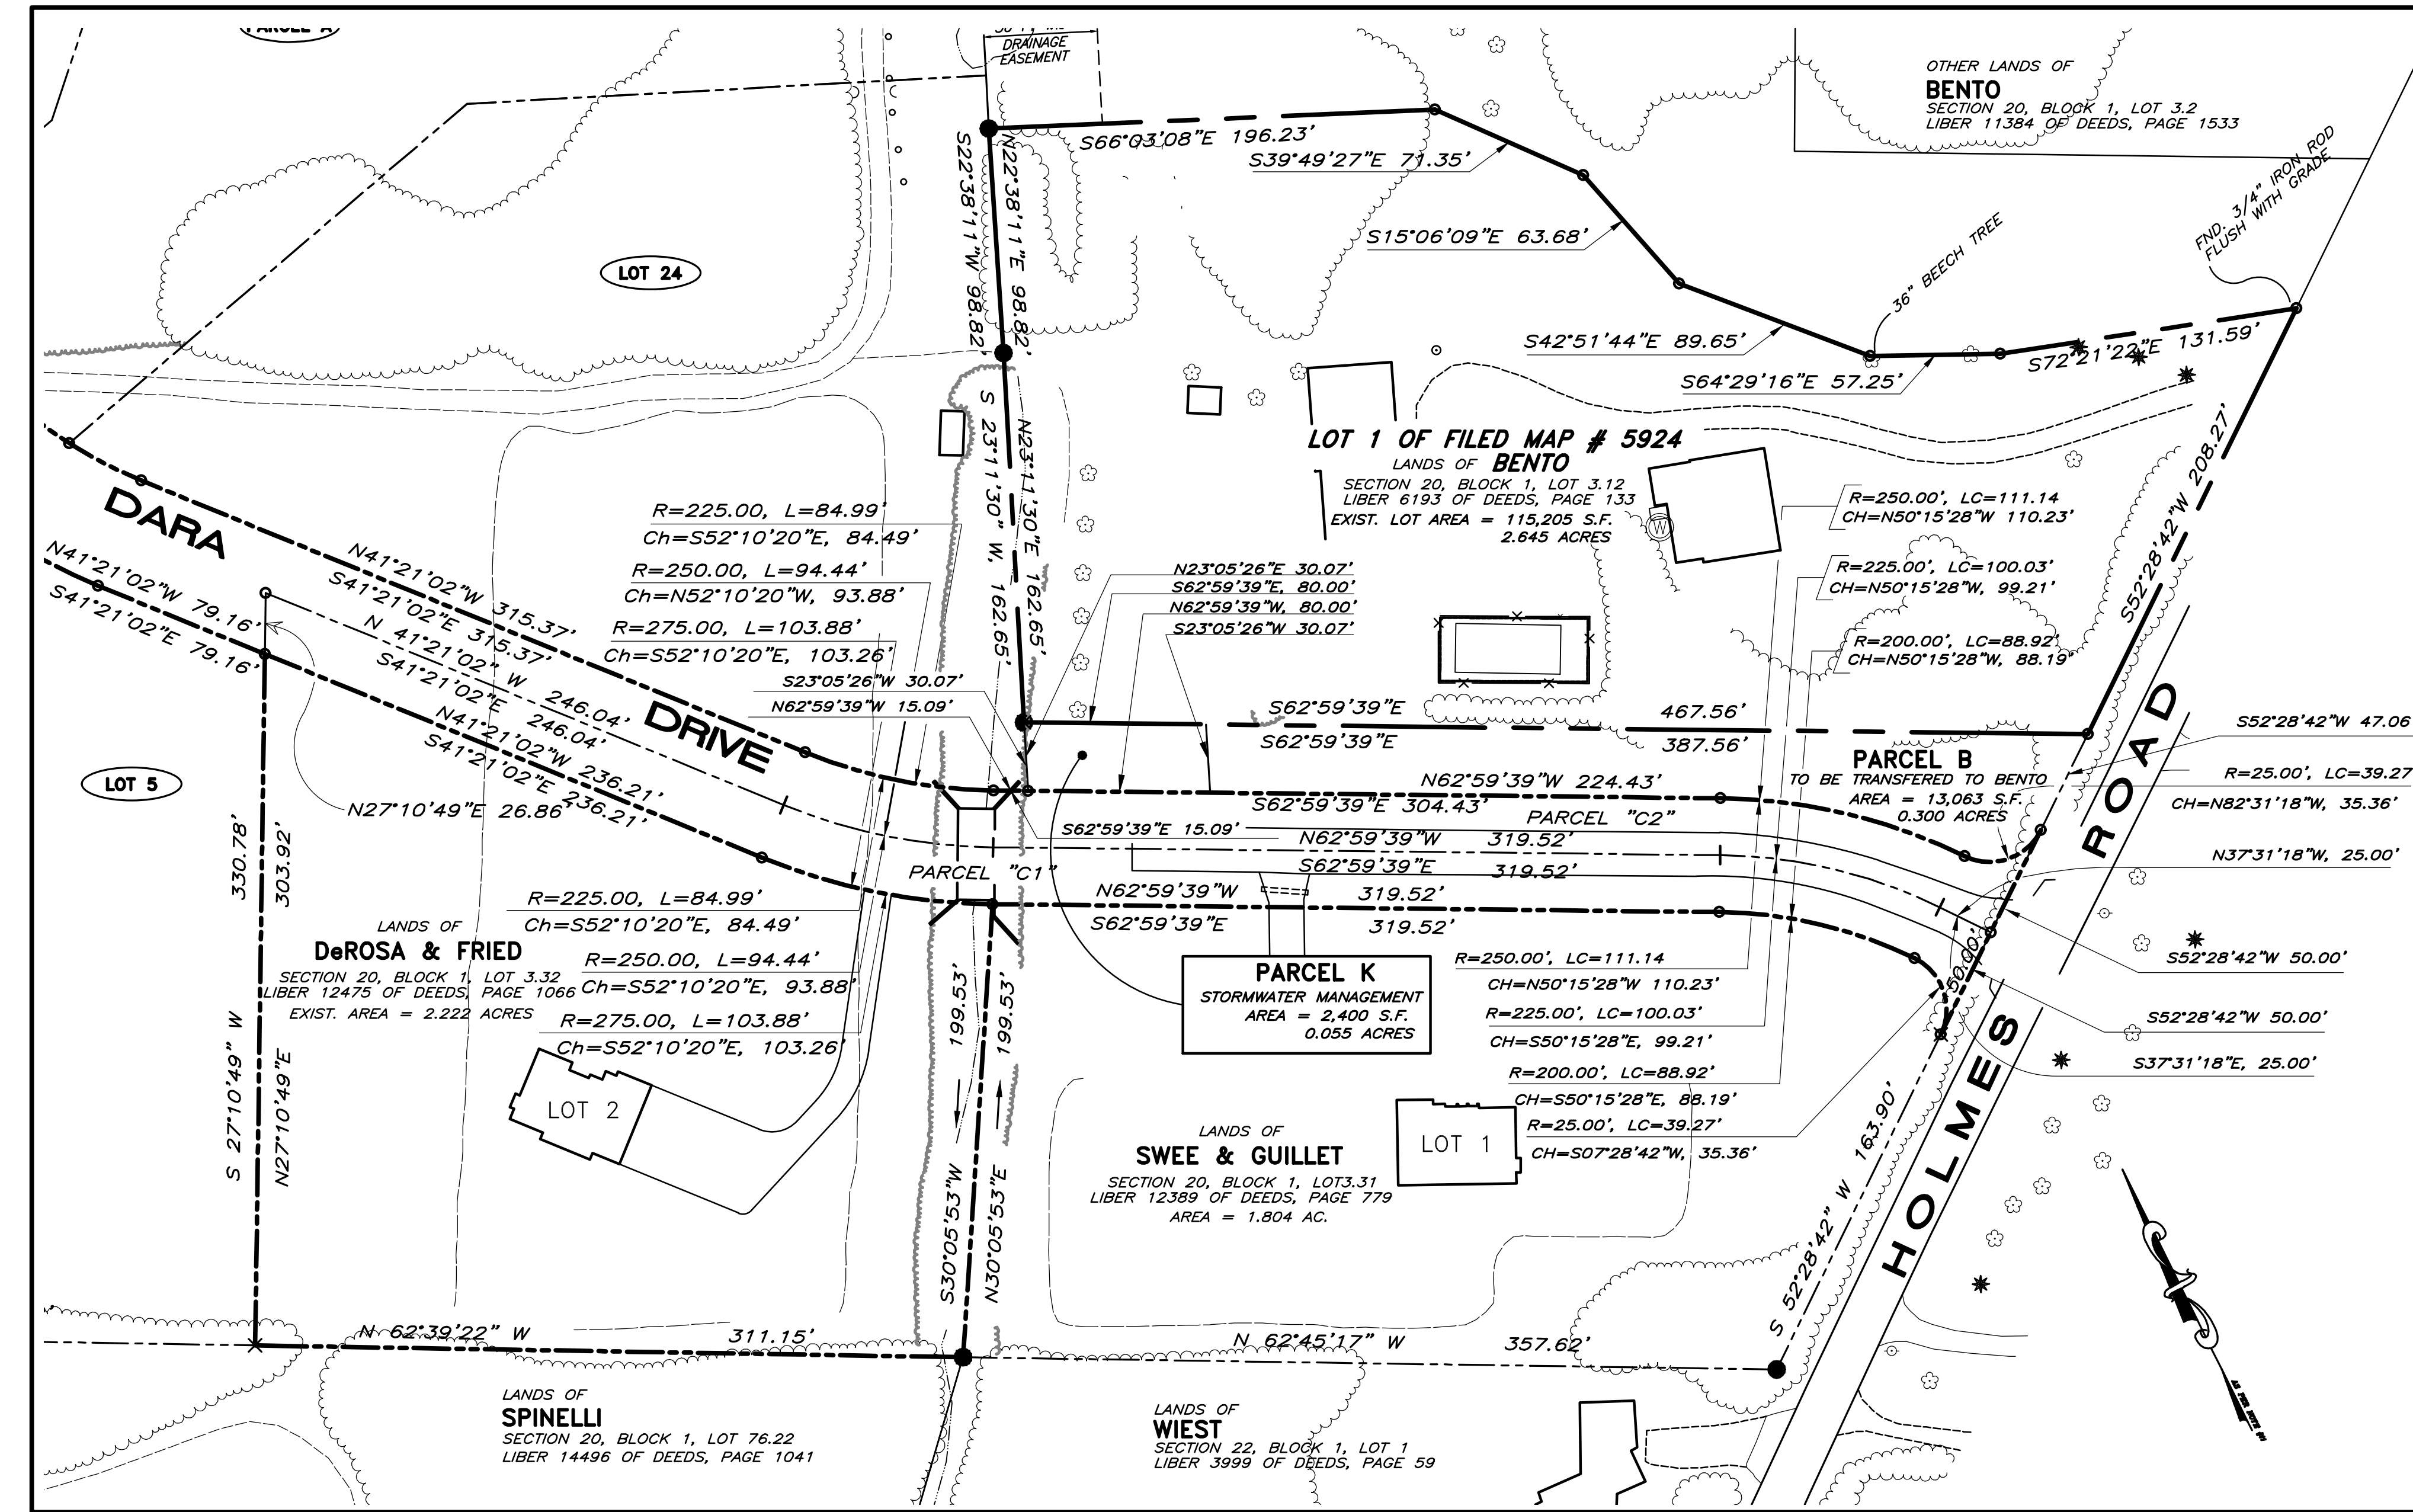 PARCEL A
DRAINAGE
EASEMENT
OTHER LANDS OF
BENTO
SECTION 20, BLOCK 1, LOT 3.2
LIBER 11384 OF DEEDS, PAGE 1533
S66°03'08"E 196.23'
S39°49'27"E 71.35'
S15°06'09"E 63.68'
S42°51'44"E 89.65'
S64°29'16"E 57.25'
S72°21'22"E 131.59'
36" BEECH TREE
FND. 3/4" IRON ROD
FLUSH WITH GRADE
S22°38'11"W 98.82'
N22°38'11"E 98.82'
LOT 24
S 23°11'30" W, 162.65'
N23°11'30"E 162.65'
LOT 1 OF FILED MAP # 5924
LANDS OF BENTO
SECTION 20, BLOCK 1, LOT 3.12
LIBER 6193 OF DEEDS, PAGE 133
EXIST. LOT AREA = 115,205 S.F.
2.645 ACRES
W
S52°28'42"W 208.27'
R=250.00', LC=111.14
CH=N50°15'28"W 110.23'
R=225.00', LC=100.03'
CH=N50°15'28"W, 99.21'
R=200.00', LC=88.92'
CH=N50°15'28"W, 88.19'
DARA DRIVE
R=225.00, L=84.99'
Ch=S52°10'20"E, 84.49'
R=250.00, L=94.44'
Ch=N52°10'20"W, 93.88'
R=275.00, L=103.88'
Ch=S52°10'20"E, 103.26'
S23°05'26"W 30.07'
N62°59'39"W 15.09'
N23°05'26"E 30.07'
S62°59'39"E, 80.00'
N62°59'39"W, 80.00'
S23°05'26"W 30.07'
N41°21'02"W 315.37'
S41°21'02"E 315.37'
N41°21'02"W 79.16'
S41°21'02"E 79.16'
N 41°21'02" W 246.04'
S41°21'02"E 246.04'
N41°21'02"W 236.21'
S41°21'02"E 236.21'
N27°10'49"E 26.86'
LOT 5
S62°59'39"E 467.56'
S62°59'39"E 387.56'
PARCEL B
TO BE TRANSFERED TO BENTO
AREA = 13,063 S.F.
0.300 ACRES
N62°59'39"W 224.43'
S62°59'39"E 304.43'
PARCEL "C2"
S62°59'39"E 15.09'
N62°59'39"W 319.52'
S62°59'39"E 319.52'
PARCEL "C1"
N62°59'39"W 319.52'
S62°59'39"E 319.52'
S52°28'42"W 47.06
R=25.00', LC=39.27
CH=N82°31'18"W, 35.36'
N37°31'18"W, 25.00'
S52°28'42"W 50.00'
S52°28'42"W 50.00'
S37°31'18"E, 25.00'
50.00'
HOLMES ROAD
330.78'
303.92'
S 27°10'49" W
N27°10'49"E
LANDS OF
DeROSA & FRIED
SECTION 20, BLOCK 1, LOT 3.32
LIBER 12475 OF DEEDS, PAGE 1066
EXIST. AREA = 2.222 ACRES
R=225.00, L=84.99'
Ch=S52°10'20"E, 84.49'
R=250.00, L=94.44'
Ch=S52°10'20"E, 93.88'
R=275.00, L=103.88'
Ch=S52°10'20"E, 103.26'
LOT 2
S30°05'53"W 199.53'
N30°05'53"E 199.53'
PARCEL K
STORMWATER MANAGEMENT
AREA = 2,400 S.F.
0.055 ACRES
R=250.00', LC=111.14
CH=N50°15'28"W 110.23'
R=225.00', LC=100.03'
CH=S50°15'28"E, 99.21'
R=200.00', LC=88.92'
CH=S50°15'28"E, 88.19'
R=25.00', LC=39.27'
CH=S07°28'42"W, 35.36'
LANDS OF
SWEE & GUILLET
SECTION 20, BLOCK 1, LOT3.31
LIBER 12389 OF DEEDS, PAGE 779
AREA = 1.804 AC.
LOT 1
S 52°28'42" W 163.90'
N 62°39'22" W 311.15'
N 62°45'17" W 357.62'
LANDS OF
SPINELLI
SECTION 20, BLOCK 1, LOT 76.22
LIBER 14496 OF DEEDS, PAGE 1041
LANDS OF
WIEST
SECTION 22, BLOCK 1, LOT 1
LIBER 3999 OF DEEDS, PAGE 59
AS PER NOTE